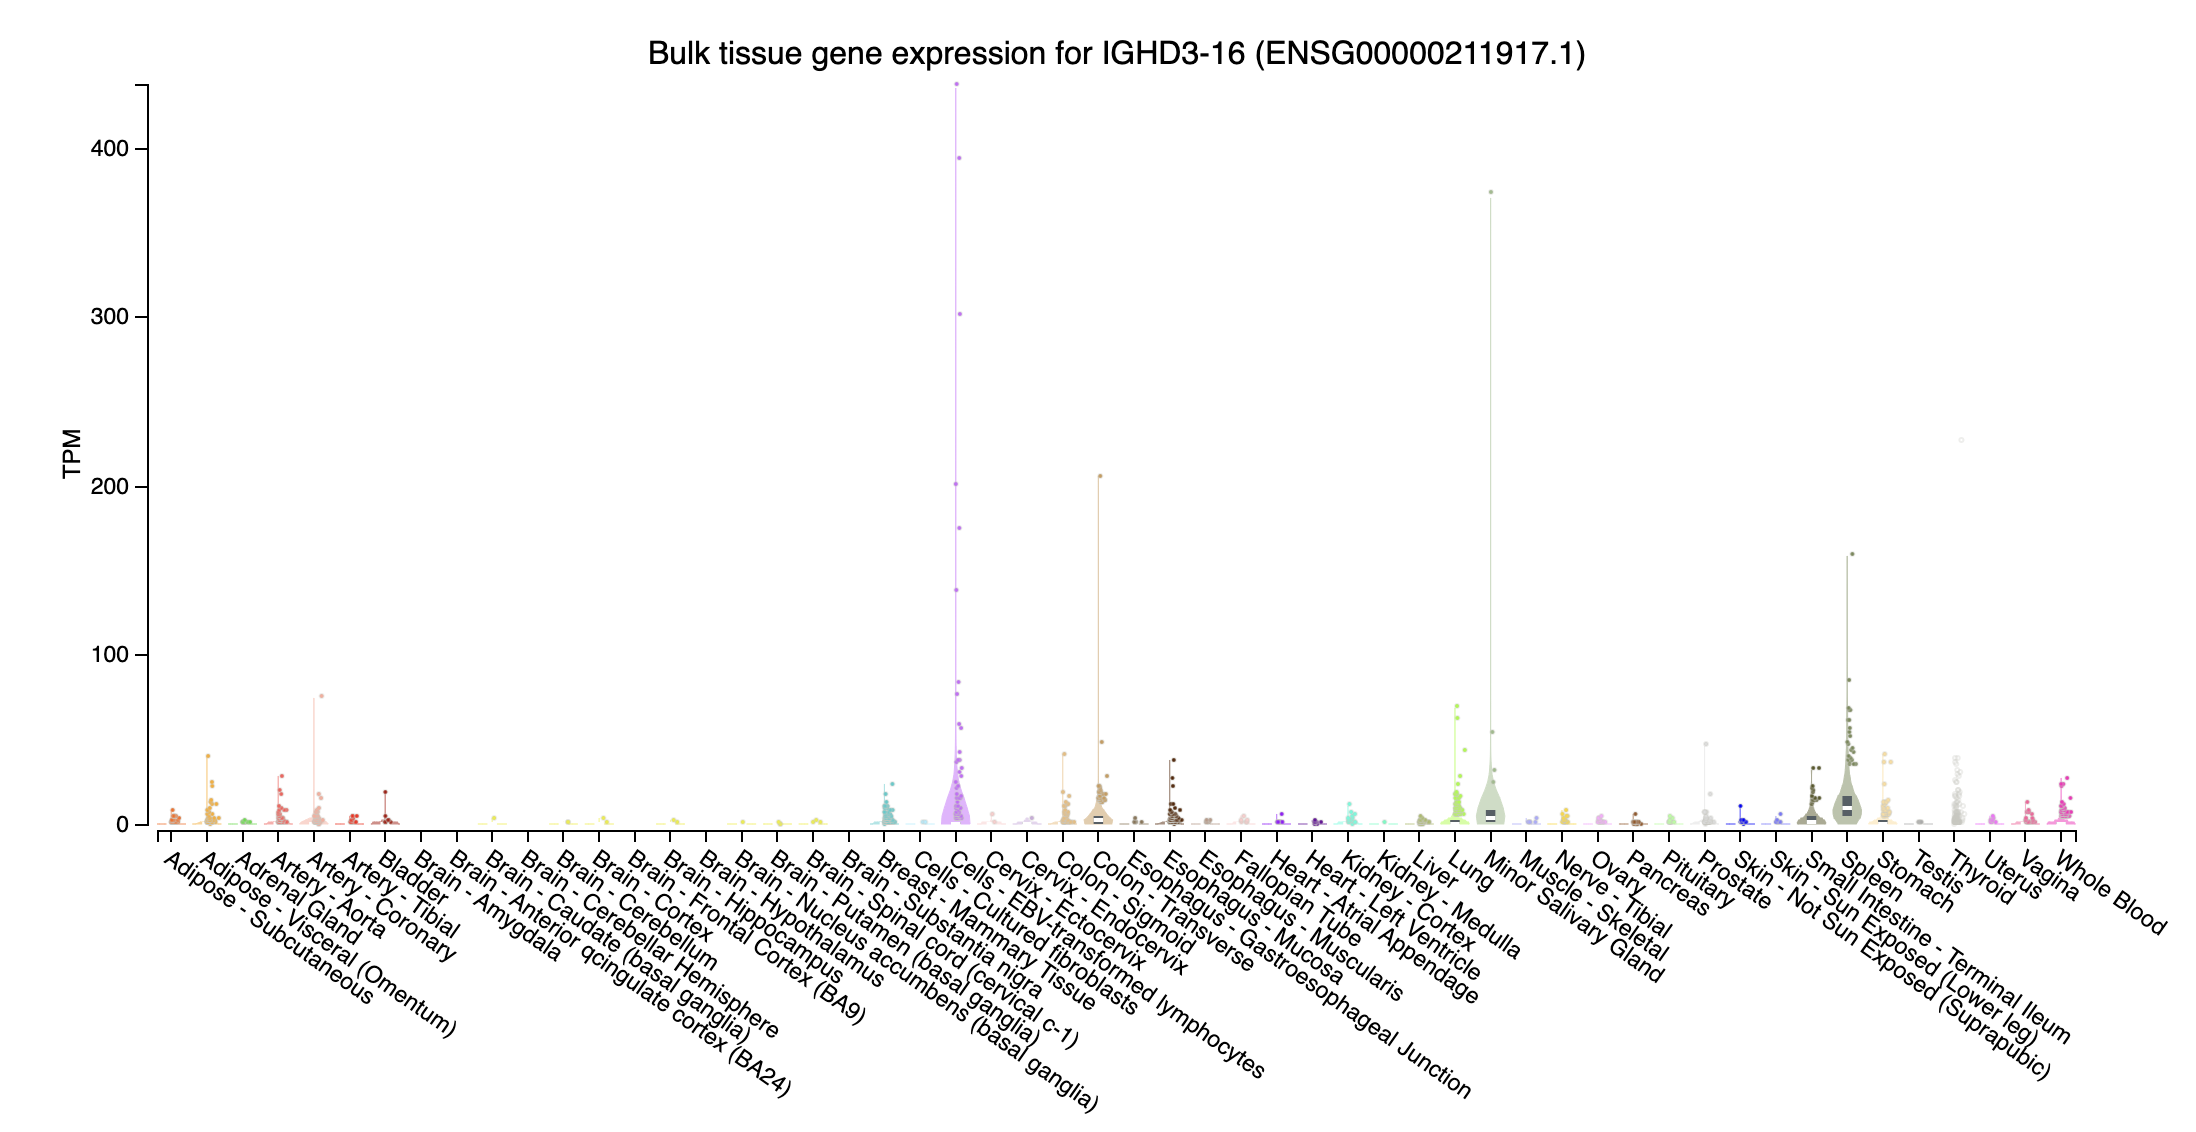 Bulk tissue gene expression for IGHD3-16 (ENSG00000211917.1)
TPM
400
300
200
100
0
Adipose - Subcutaneous
Adipose - Visceral (Omentum)
Adrenal Gland
Artery - Aorta
Artery - Coronary
Artery - Tibial
Bladder
Brain - Amygdala
Brain - Anterior cingulate cortex (BA24)
Brain - Caudate (basal ganglia)
Brain - Cerebellar Hemisphere
Brain - Cerebellum
Brain - Cortex
Brain - Frontal Cortex (BA9)
Brain - Hippocampus
Brain - Hypothalamus
Brain - Nucleus accumbens (basal ganglia)
Brain - Putamen (basal ganglia)
Brain - Spinal cord (cervical c-1)
Brain - Substantia nigra
Breast - Mammary Tissue
Cells - Cultured fibroblasts
Cells - EBV-transformed lymphocytes
Cervix - Ectocervix
Cervix - Endocervix
Colon - Sigmoid
Colon - Transverse
Esophagus - Gastroesophageal Junction
Esophagus - Mucosa
Esophagus - Muscularis
Fallopian Tube
Heart - Atrial Appendage
Heart - Left Ventricle
Kidney - Cortex
Kidney - Medulla
Liver
Lung
Minor Salivary Gland
Muscle - Skeletal
Nerve - Tibial
Ovary
Pancreas
Pituitary
Prostate
Skin - Not Sun Exposed (Suprapubic)
Skin - Sun Exposed (Lower leg)
Small Intestine - Terminal Ileum
Spleen
Stomach
Testis
Thyroid
Uterus
Vagina
Whole Blood